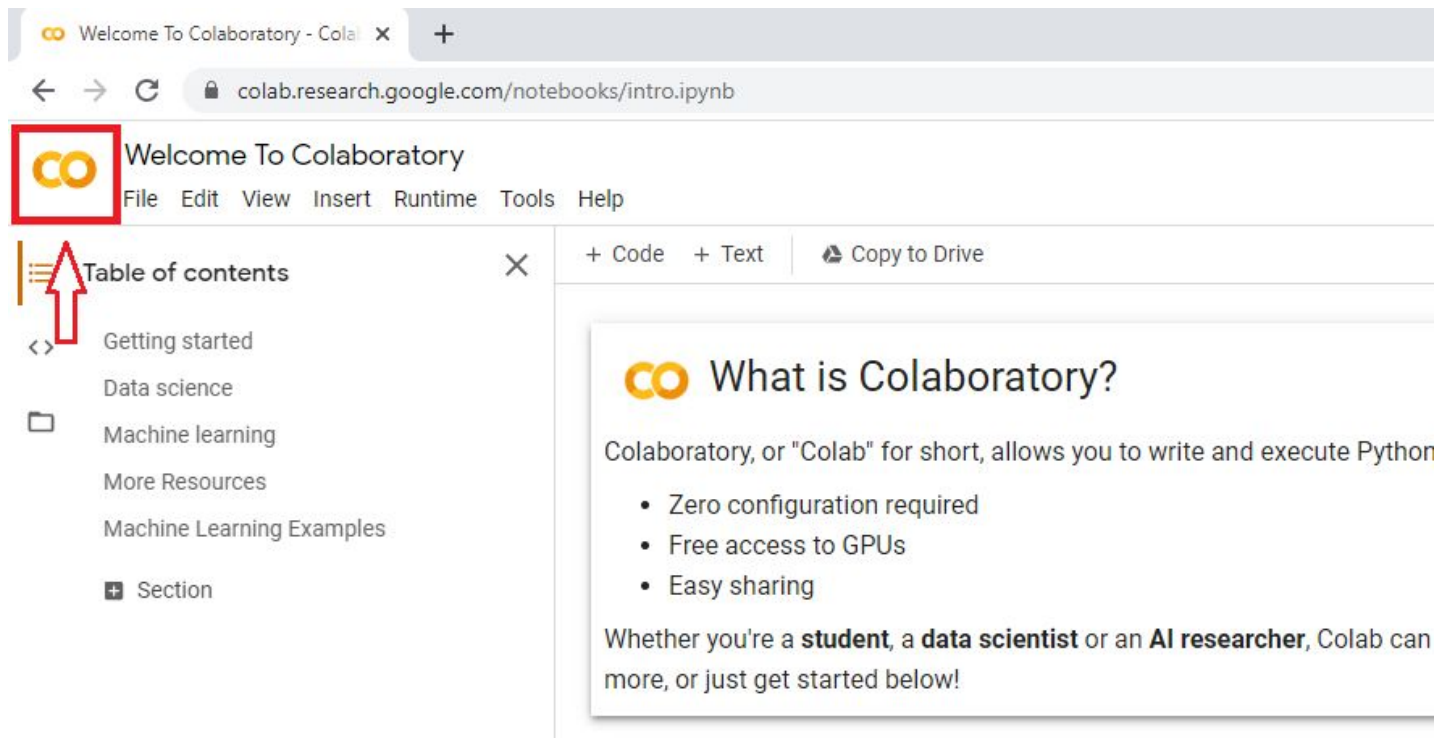 Welcome To Colaboratory - Cola
colab.research.google.com/notebooks/intro.ipynb
CO
Welcome To Colaboratory
File Edit View Insert Runtime Tools Help
Table of contents
+ Code + Text Copy to Drive
Getting started
Data science
Machine learning
More Resources
Machine Learning Examples
Section
CO What is Colaboratory?
Colaboratory, or "Colab" for short, allows you to write and execute Python
• Zero configuration required
• Free access to GPUs
• Easy sharing
Whether you're a student, a data scientist or an AI researcher, Colab can
more, or just get started below!